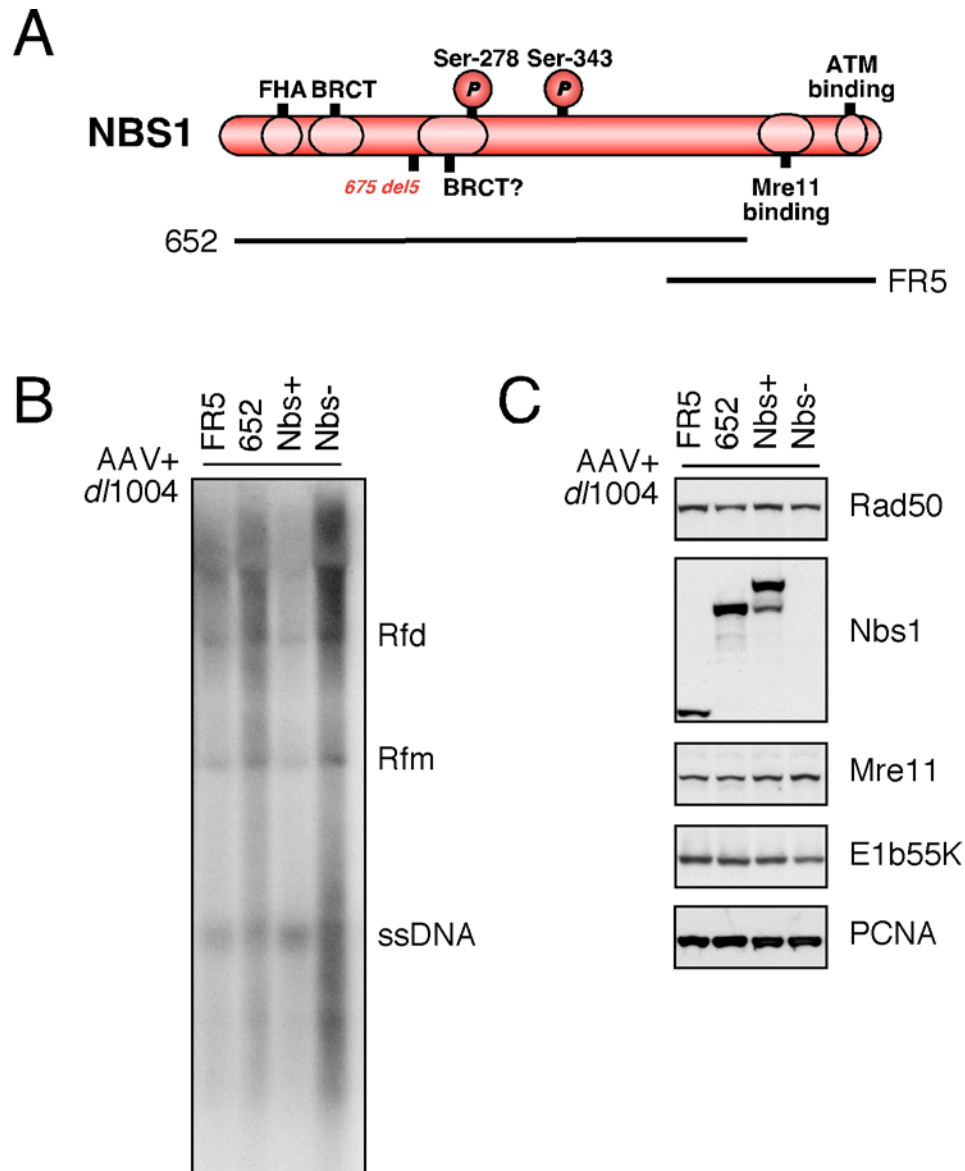 A
Ser-278 Ser-343
P P
ATM
binding
FHA BRCT
NBS1
675 del5
BRCT?
Mre11
binding
652
FR5
B
FR5
652
Nbs+
Nbs-
AAV+
dl1004
Rfd
Rfm
ssDNA
C
FR5
652
Nbs+
Nbs-
AAV+
dl1004
Rad50
Nbs1
Mre11
E1b55K
PCNA